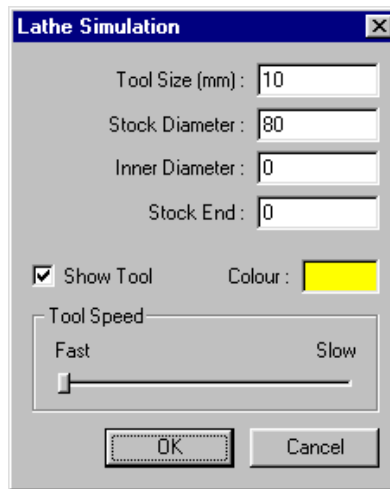 Lathe Simulation
Tool Size (mm) : 10
Stock Diameter : 80
Inner Diameter : 0
Stock End : 0
Show Tool Colour :
Tool Speed
Fast Slow
OK Cancel